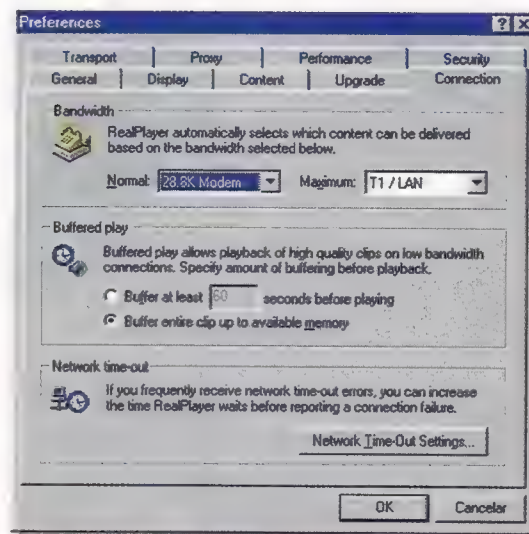 Preferences
Transport Proxy Performance Security
General Display Content Upgrade Connection
Bandwidth
RealPlayer automatically selects which content can be delivered
based on the bandwidth selected
below.
Normal: 28.8K Modem Maximum: T1 / LAN
Buffered play
Buffered play allows playback of high quality clips on low bandwidth
connections. Specify amount of buffering before playback.
Buffer at least 60 seconds before playing
Buffer entire clip up to available memory
Network time-out
If you frequently receive network time-out errors, you can increase
the time RealPlayer waits before reporting a connection failure.
Network Time-Out Settings...
OK Cancelar